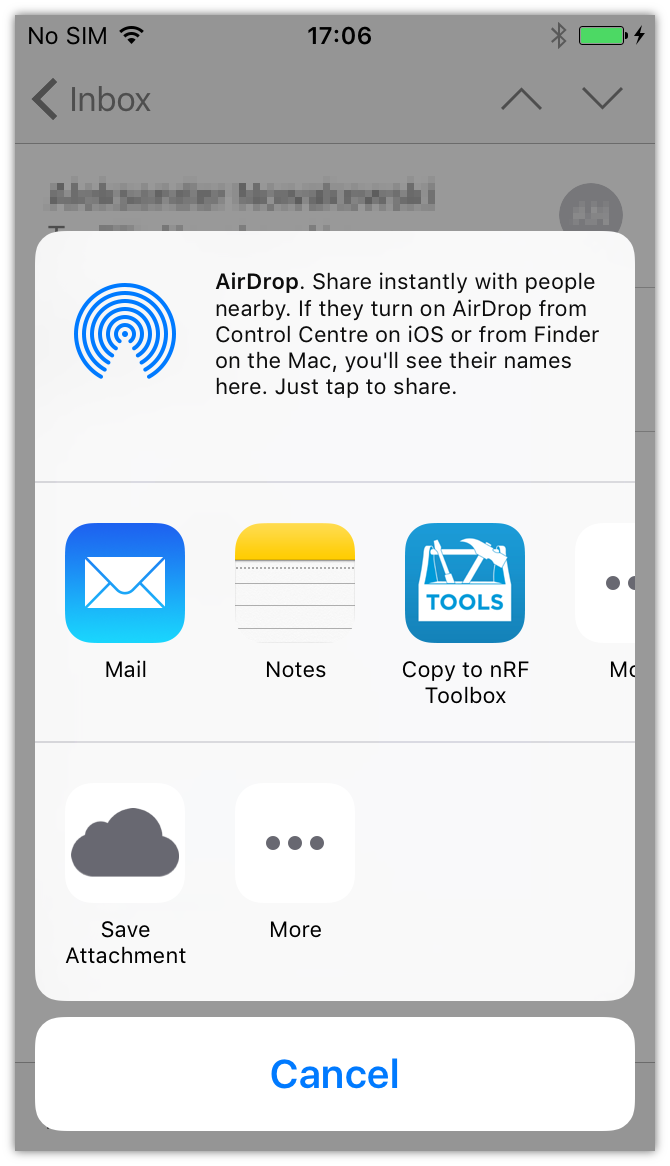 No SIM 17:06
Inbox
AirDrop. Share instantly with people
nearby. If they turn on AirDrop from
Control Centre on iOS or from Finder
on the Mac, you'll see their names
here. Just tap to share.
TOOLS
Mail Notes Copy to nRF
Toolbox
Save
Attachment
More
Cancel